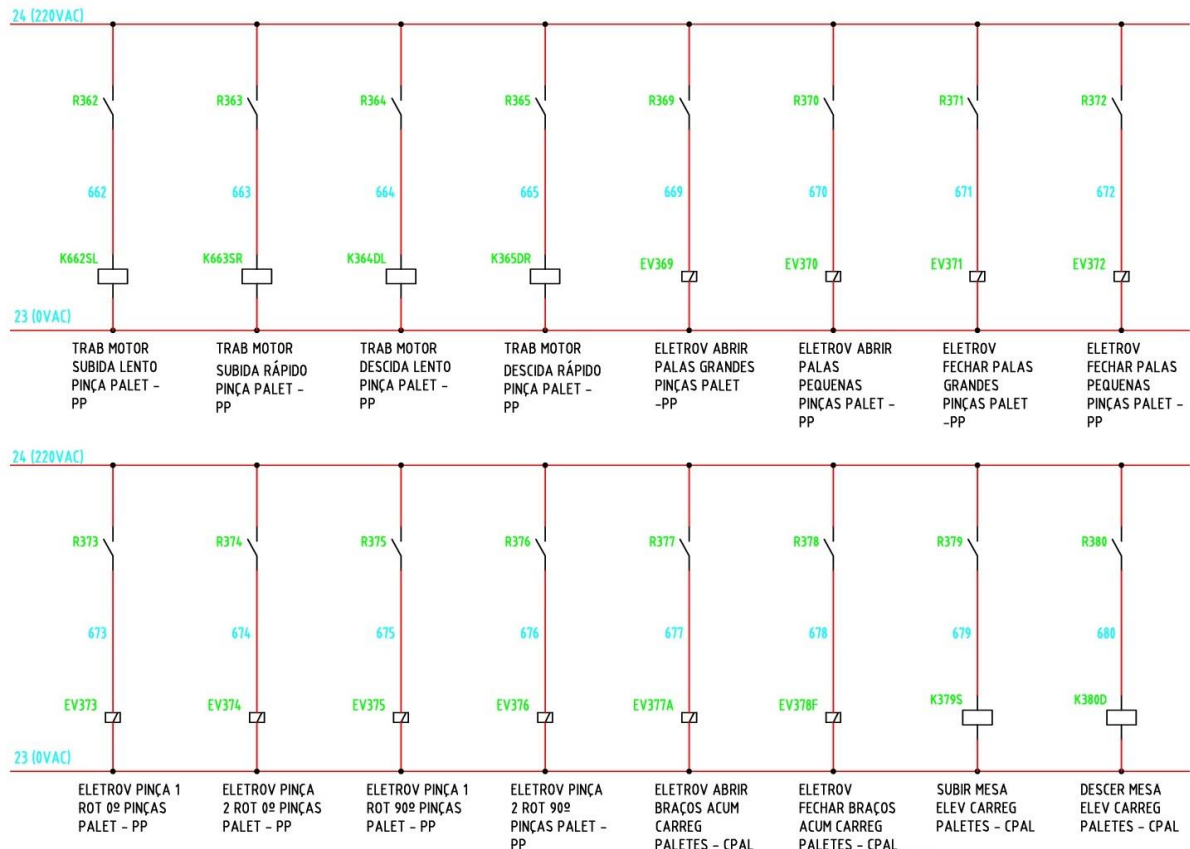 24 (220VAC)
R362 R363 R364 R365 R369 R370 R371 R372
662 663 664 665 669 670 671 672
K662SL K663SR K364DL K365DR EV369 EV370 EV371 EV372
23 (0VAC)
TRAB MOTOR
SUBIDA LENTO
PINÇA PALET -
PP
TRAB MOTOR
SUBIDA RÁPIDO
PINÇA PALET -
PP
TRAB MOTOR
DESCIDA LENTO
PINÇA PALET -
PP
TRAB MOTOR
DESCIDA RÁPIDO
PINÇA PALET -
PP
ELETROV ABRIR
PALAS GRANDES
PINÇAS PALET
-PP
ELETROV ABRIR
PALAS
PEQUENAS
PINÇAS PALET -
PP
ELETROV
FECHAR PALAS
GRANDES
PINÇAS PALET
-PP
ELETROV
FECHAR PALAS
PEQUENAS
PINÇAS PALET -
PP
24 (220VAC)
R373 R374 R375 R376 R377 R378 R379 R380
673 674 675 676 677 678 679 680
EV373 EV374 EV375 EV376 EV377A EV378F K379S K380D
23 (0VAC)
ELETROV PINÇA 1
ROT 0º PINÇAS
PALET - PP
ELETROV PINÇA
2 ROT 0º PINÇAS
PALET - PP
ELETROV PINÇA 1
ROT 90º PINÇAS
PALET - PP
ELETROV PINÇA
2 ROT 90º
PINÇAS PALET -
PP
ELETROV ABRIR
BRAÇOS ACUM
CARREG
PALETES - CPAL
ELETROV
FECHAR BRAÇOS
ACUM CARREG
PALETES - CPAL
SUBIR MESA
ELEV CARREG
PALETES - CPAL
DESCER MESA
ELEV CARREG
PALETES - CPAL